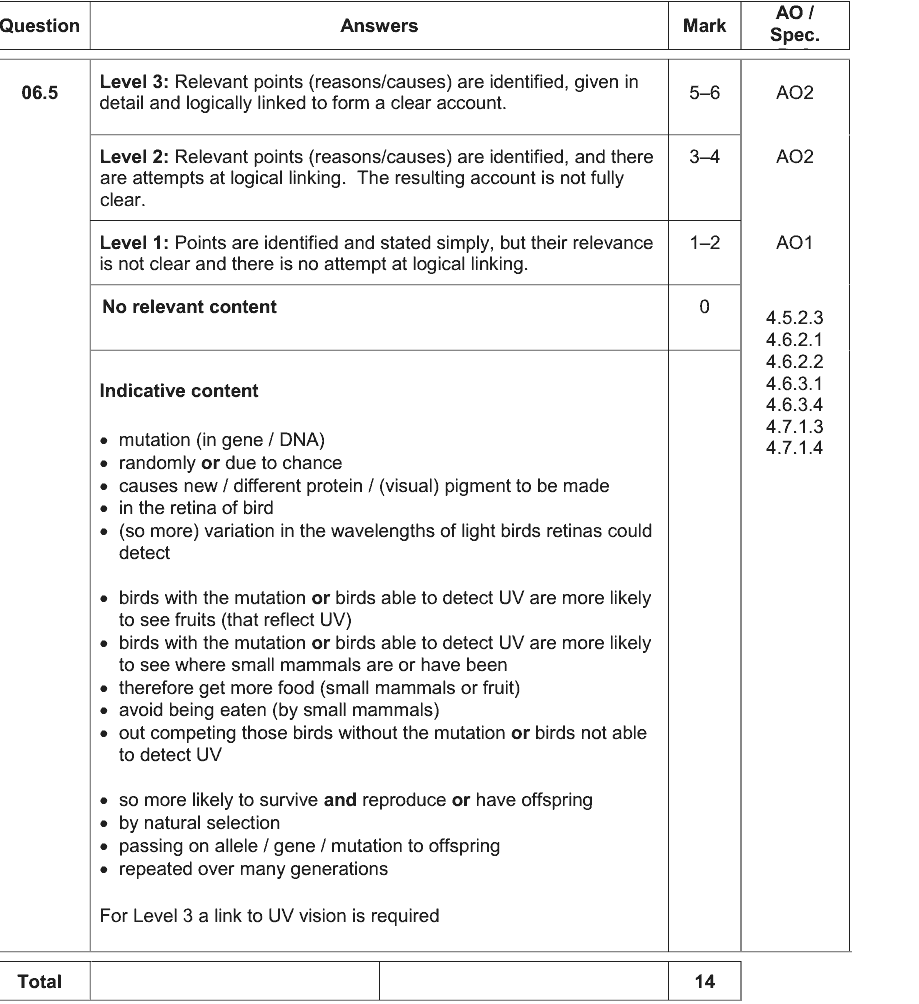 Question Answers Mark AO /
Spec.
06.5 Level 3: Relevant points (reasons/causes) are identified, given in
detail and logically linked to form a clear account. 5–6 AO2
Level 2: Relevant points (reasons/causes) are identified, and there
are attempts at logical linking.  The resulting account is not fully
clear. 3–4 AO2
Level 1: Points are identified and stated simply, but their relevance
is not clear and there is no attempt at logical linking. 1–2 AO1
No relevant content 0
4.5.2.3
4.6.2.1
4.6.2.2
4.6.3.1
4.6.3.4
4.7.1.3
4.7.1.4
Indicative content
• mutation (in gene / DNA)
• randomly or due to chance
• causes new / different protein / (visual) pigment to be made
• in the retina of bird
• (so more) variation in the wavelengths of light birds retinas could
detect
• birds with the mutation or birds able to detect UV are more likely
to see fruits (that reflect UV)
• birds with the mutation or birds able to detect UV are more likely
to see where small mammals are or have been
• therefore get more food (small mammals or fruit)
• avoid being eaten (by small mammals)
• out competing those birds without the mutation or birds not able
to detect UV
• so more likely to survive and reproduce or have offspring
• by natural selection
• passing on allele / gene / mutation to offspring
• repeated over many generations
For Level 3 a link to UV vision is required
Total 14